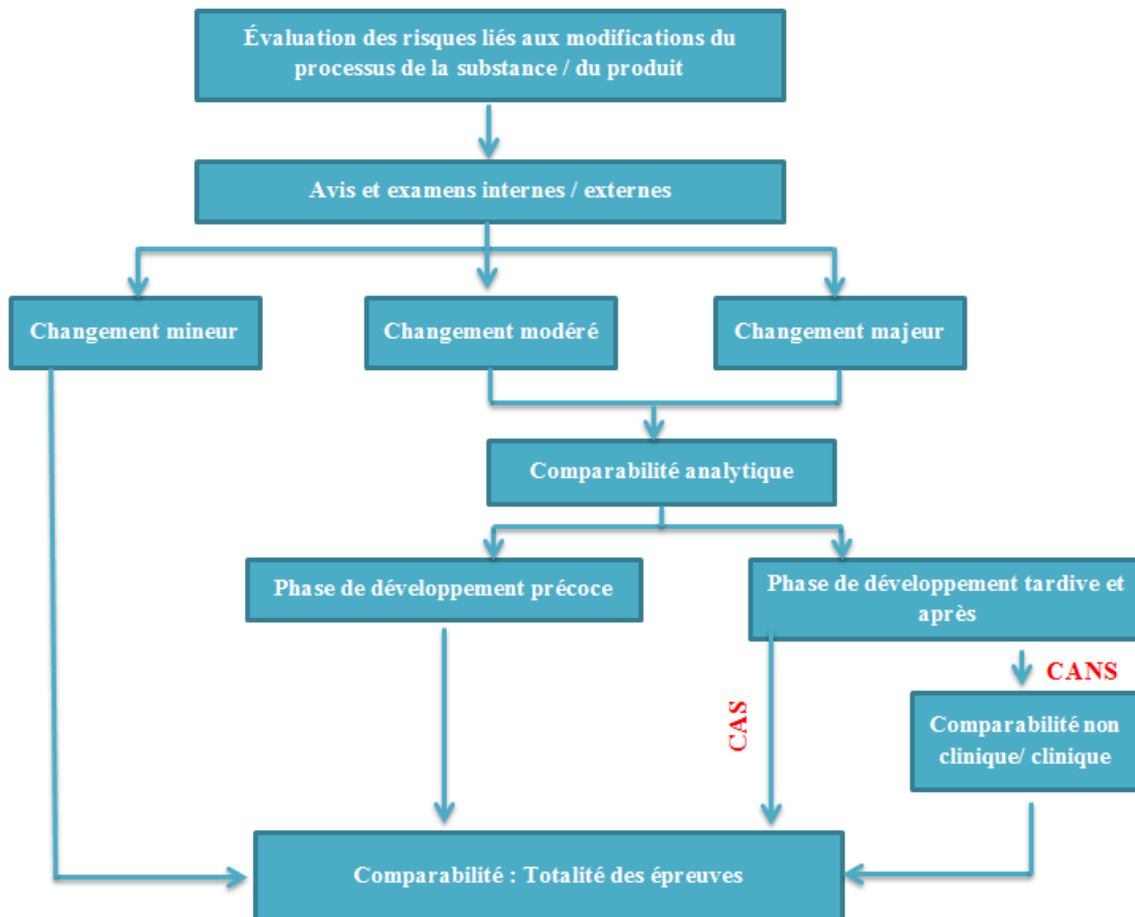 Évaluation des risques liés aux modifications du
processus de la substance / du produit
Avis et examens internes / externes
Changement mineur
Changement modéré
Changement majeur
Comparabilité analytique
Phase de développement précoce
Phase de développement tardive et
après
CANS
CAS
Comparabilité non
clinique/ clinique
Comparabilité : Totalité des épreuves